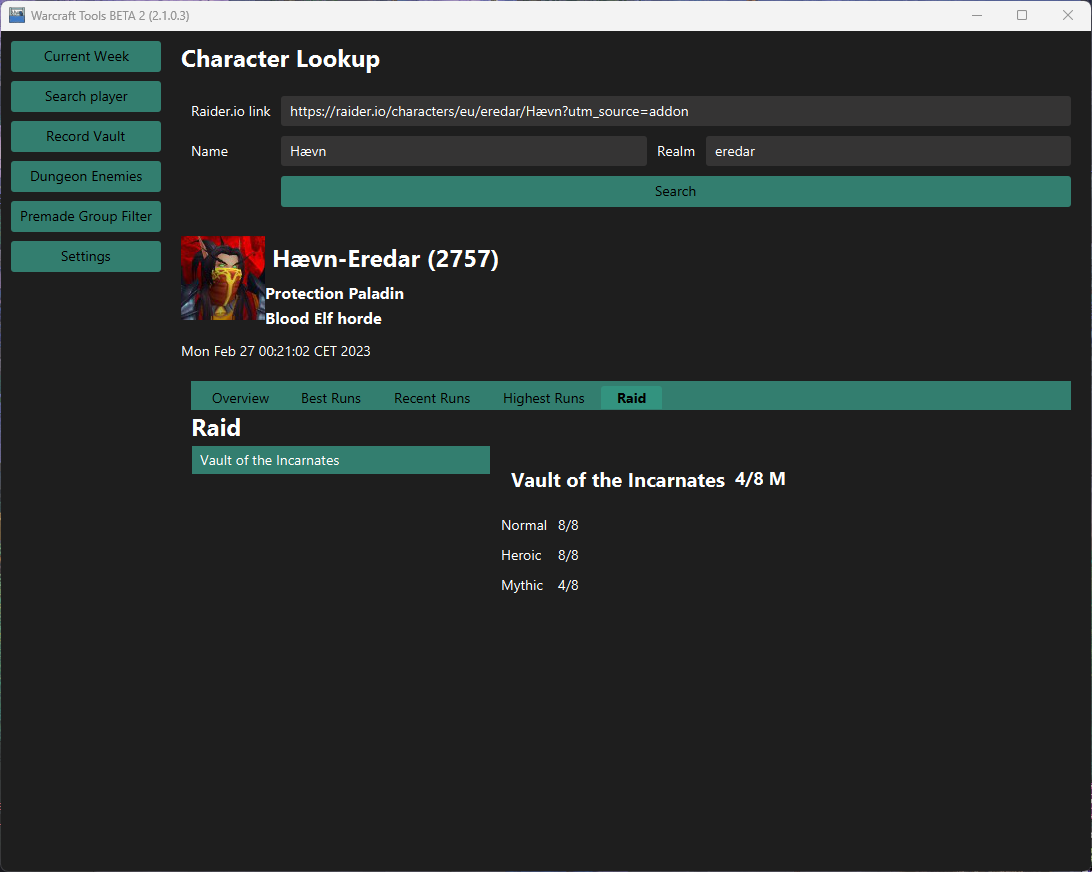 Warcraft Tools BETA 2 (2.1.0.3)
Current Week
Search player
Record Vault
Dungeon Enemies
Premade Group Filter
Settings
Character Lookup
Raider.io link https://raider.io/characters/eu/eredar/Hævn?utm_source=addon
Name Hævn Realm eredar
Search
Hævn-Eredar (2757)
Protection Paladin
Blood Elf horde
Mon Feb 27 00:21:02 CET 2023
Overview Best Runs Recent Runs Highest Runs Raid
Raid
Vault of the Incarnates
Vault of the Incarnates 4/8 M
Normal 8/8
Heroic 8/8
Mythic 4/8